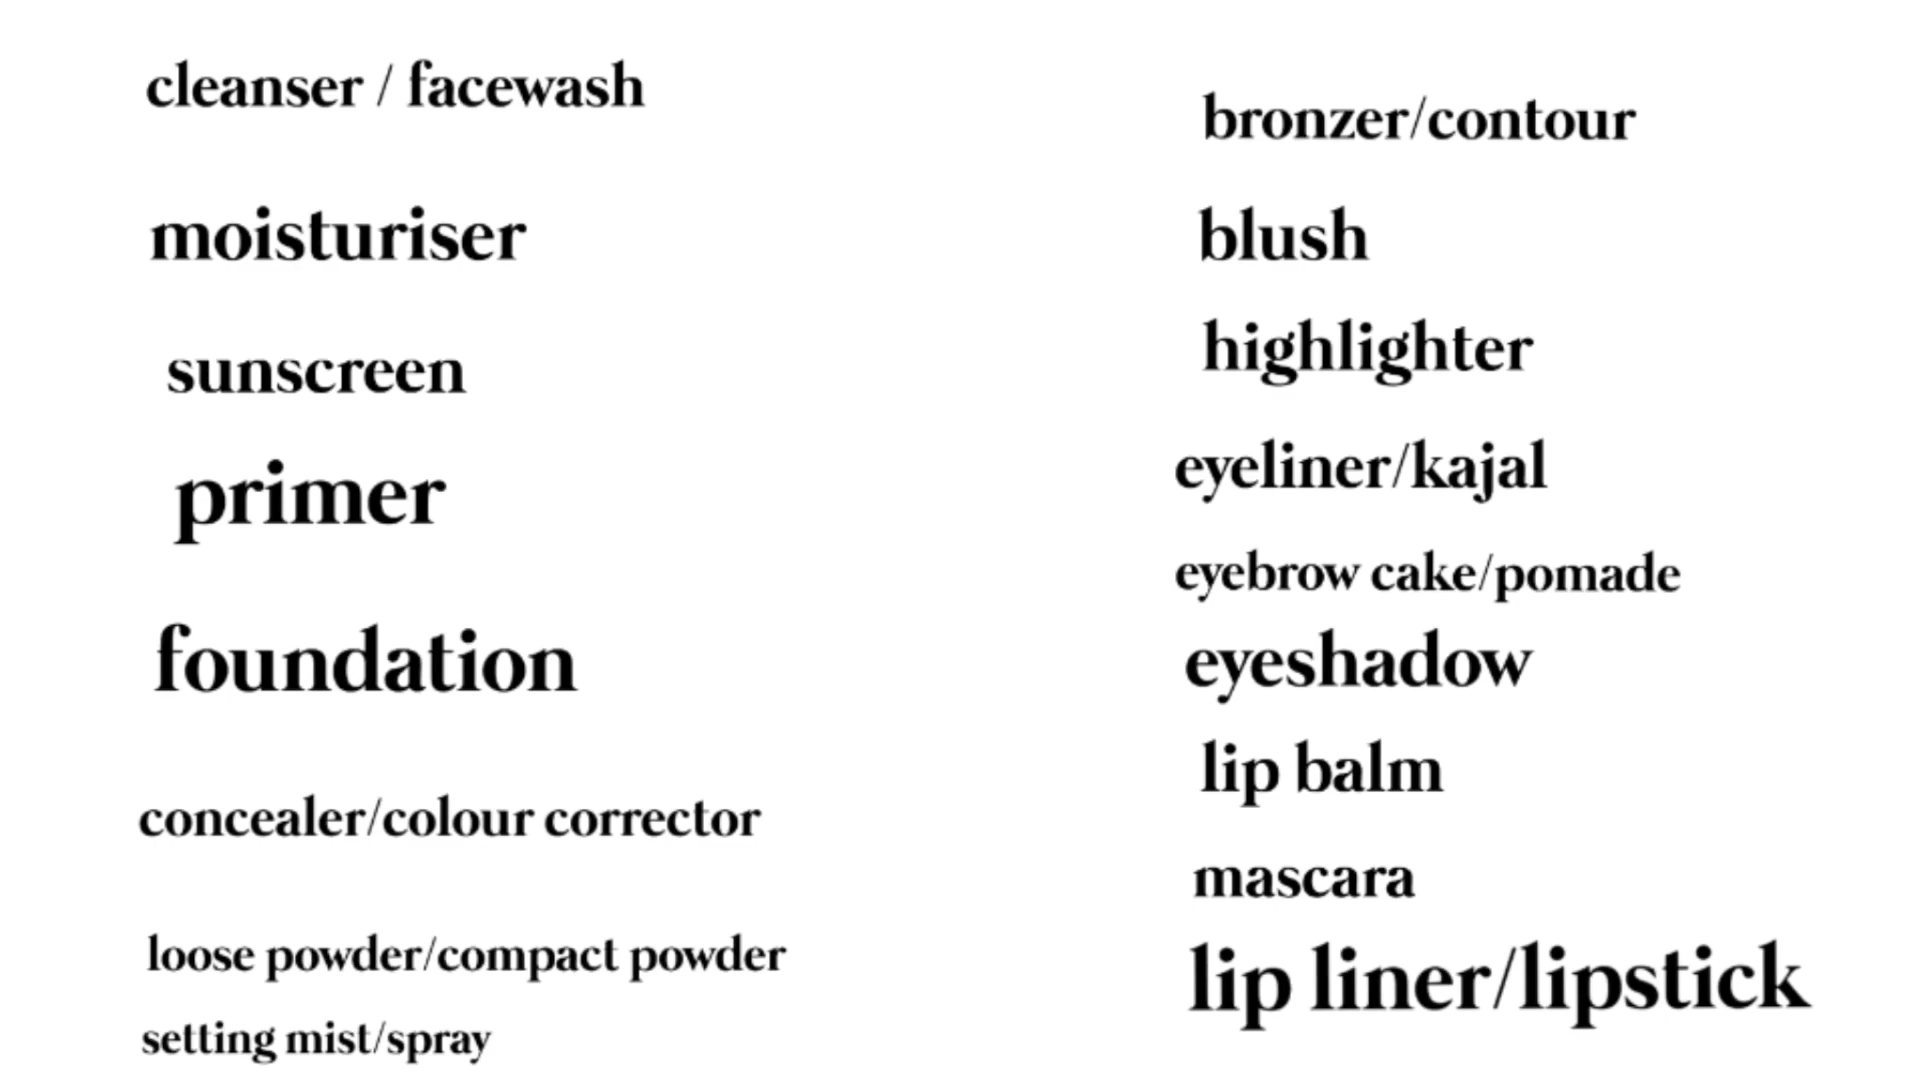 cleanser / facewash
moisturiser
sunscreen
primer
foundation
concealer/colour corrector
loose powder/compact powder
setting mist/spray
bronzer/contour
blush
highlighter
eyeliner/kajal
eyebrow cake/pomade
eyeshadow
lip balm
mascara
lip liner/lipstick